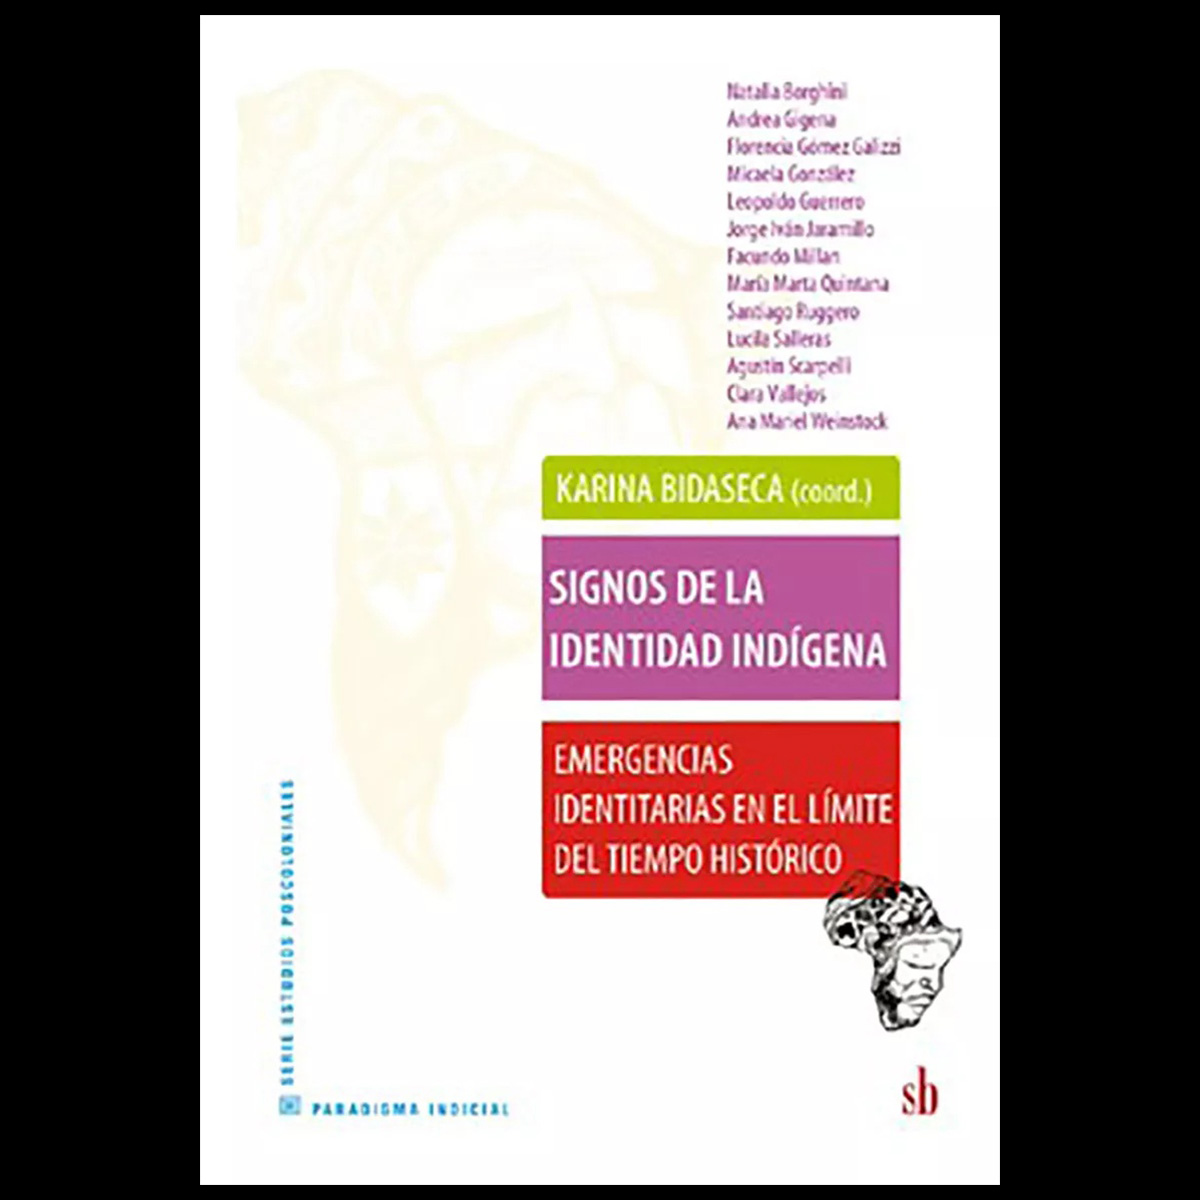 Natalia Borghini
Andrea Gigena
Florencia Gómez Galizzi
Micaela González
Leopoldo Guerrero
Jorge Iván Jaramillo
Facundo Millan
María Marta Quintana
Santiago Ruggero
Lucila Salleras
Agustín Scarpelli
Clara Vallejos
Ana Mariel Weinstock
KARINA BIDASECA (coord.)
SIGNOS DE LA
IDENTIDAD INDÍGENA
EMERGENCIAS
IDENTITARIAS EN EL LÍMITE
DEL TIEMPO HISTÓRICO
SERIE ESTUDIOS POSCOLONIALES
PARADIGMA INDICIAL
sb